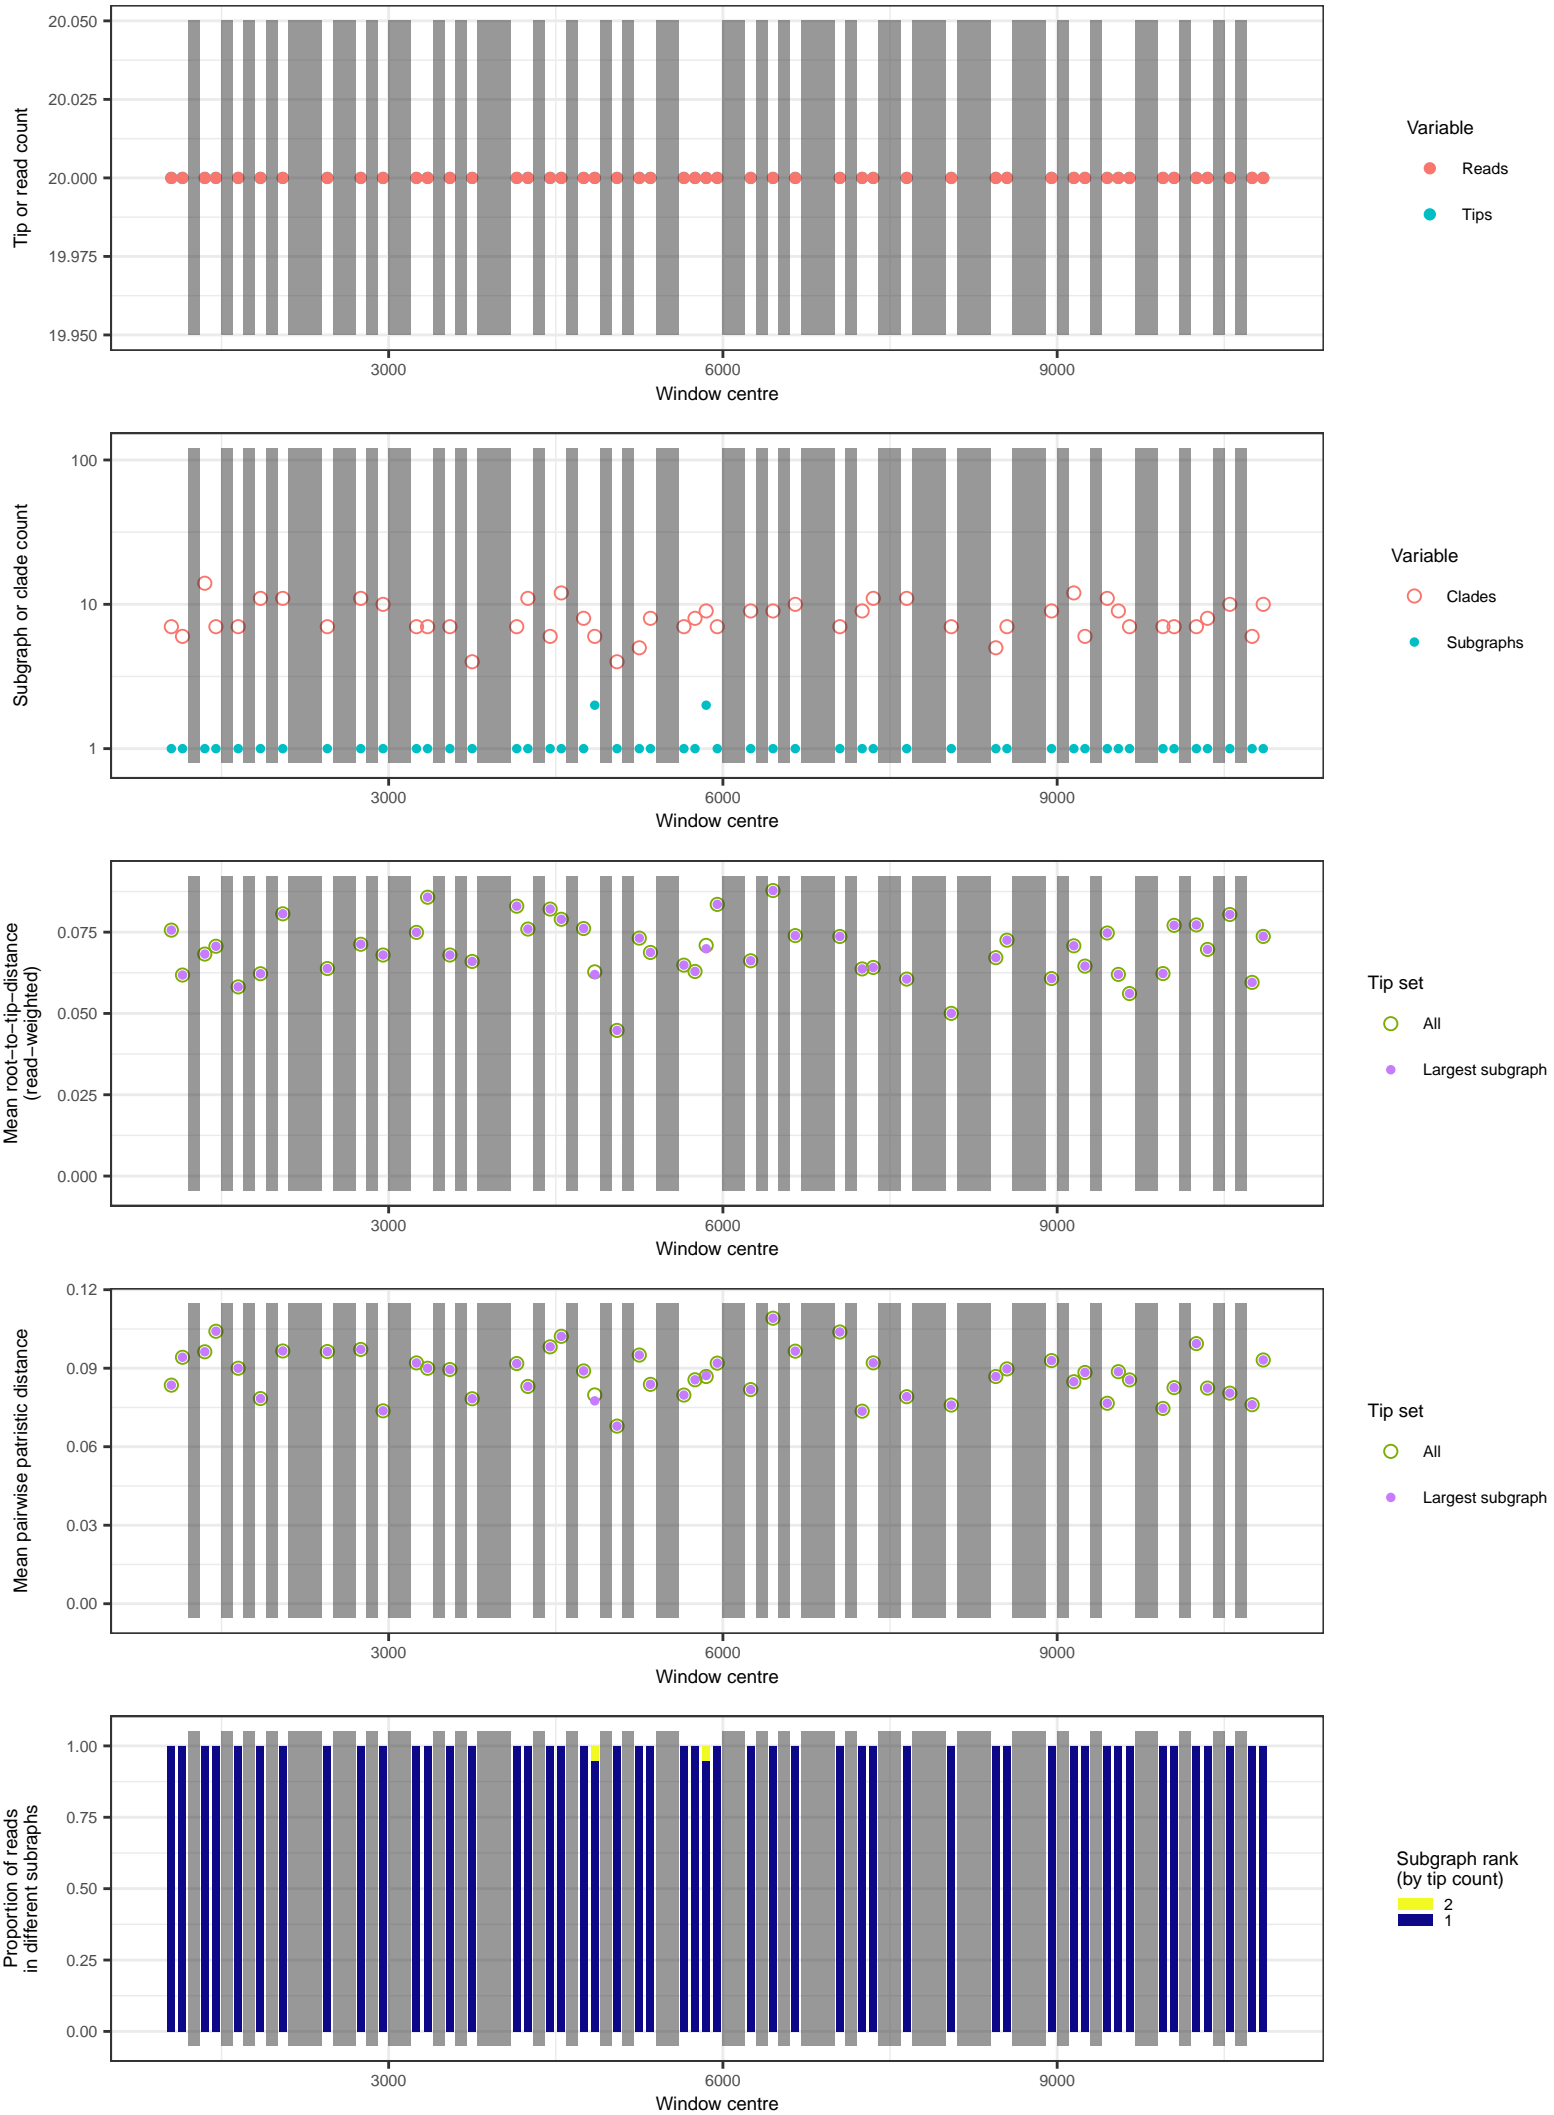 20.050
20.025
20.000
19.975
19.950
Tip or read count
3000
6000
9000
Window centre
Variable
Reads
Tips
100
10
1
Subgraph or clade count
3000
6000
9000
Window centre
Variable
Clades
Subgraphs
0.075
0.050
0.025
0.000
Mean root−to−tip−distance
(read−weighted)
3000
6000
9000
Window centre
Tip set
All
Largest subgraph
0.12
0.09
0.06
0.03
0.00
Mean pairwise patristic distance
3000
6000
9000
Window centre
Tip set
All
Largest subgraph
1.00
0.75
0.50
0.25
0.00
Proportion of reads
in different subraphs
3000
6000
9000
Window centre
Subgraph rank
(by tip count)
2
1